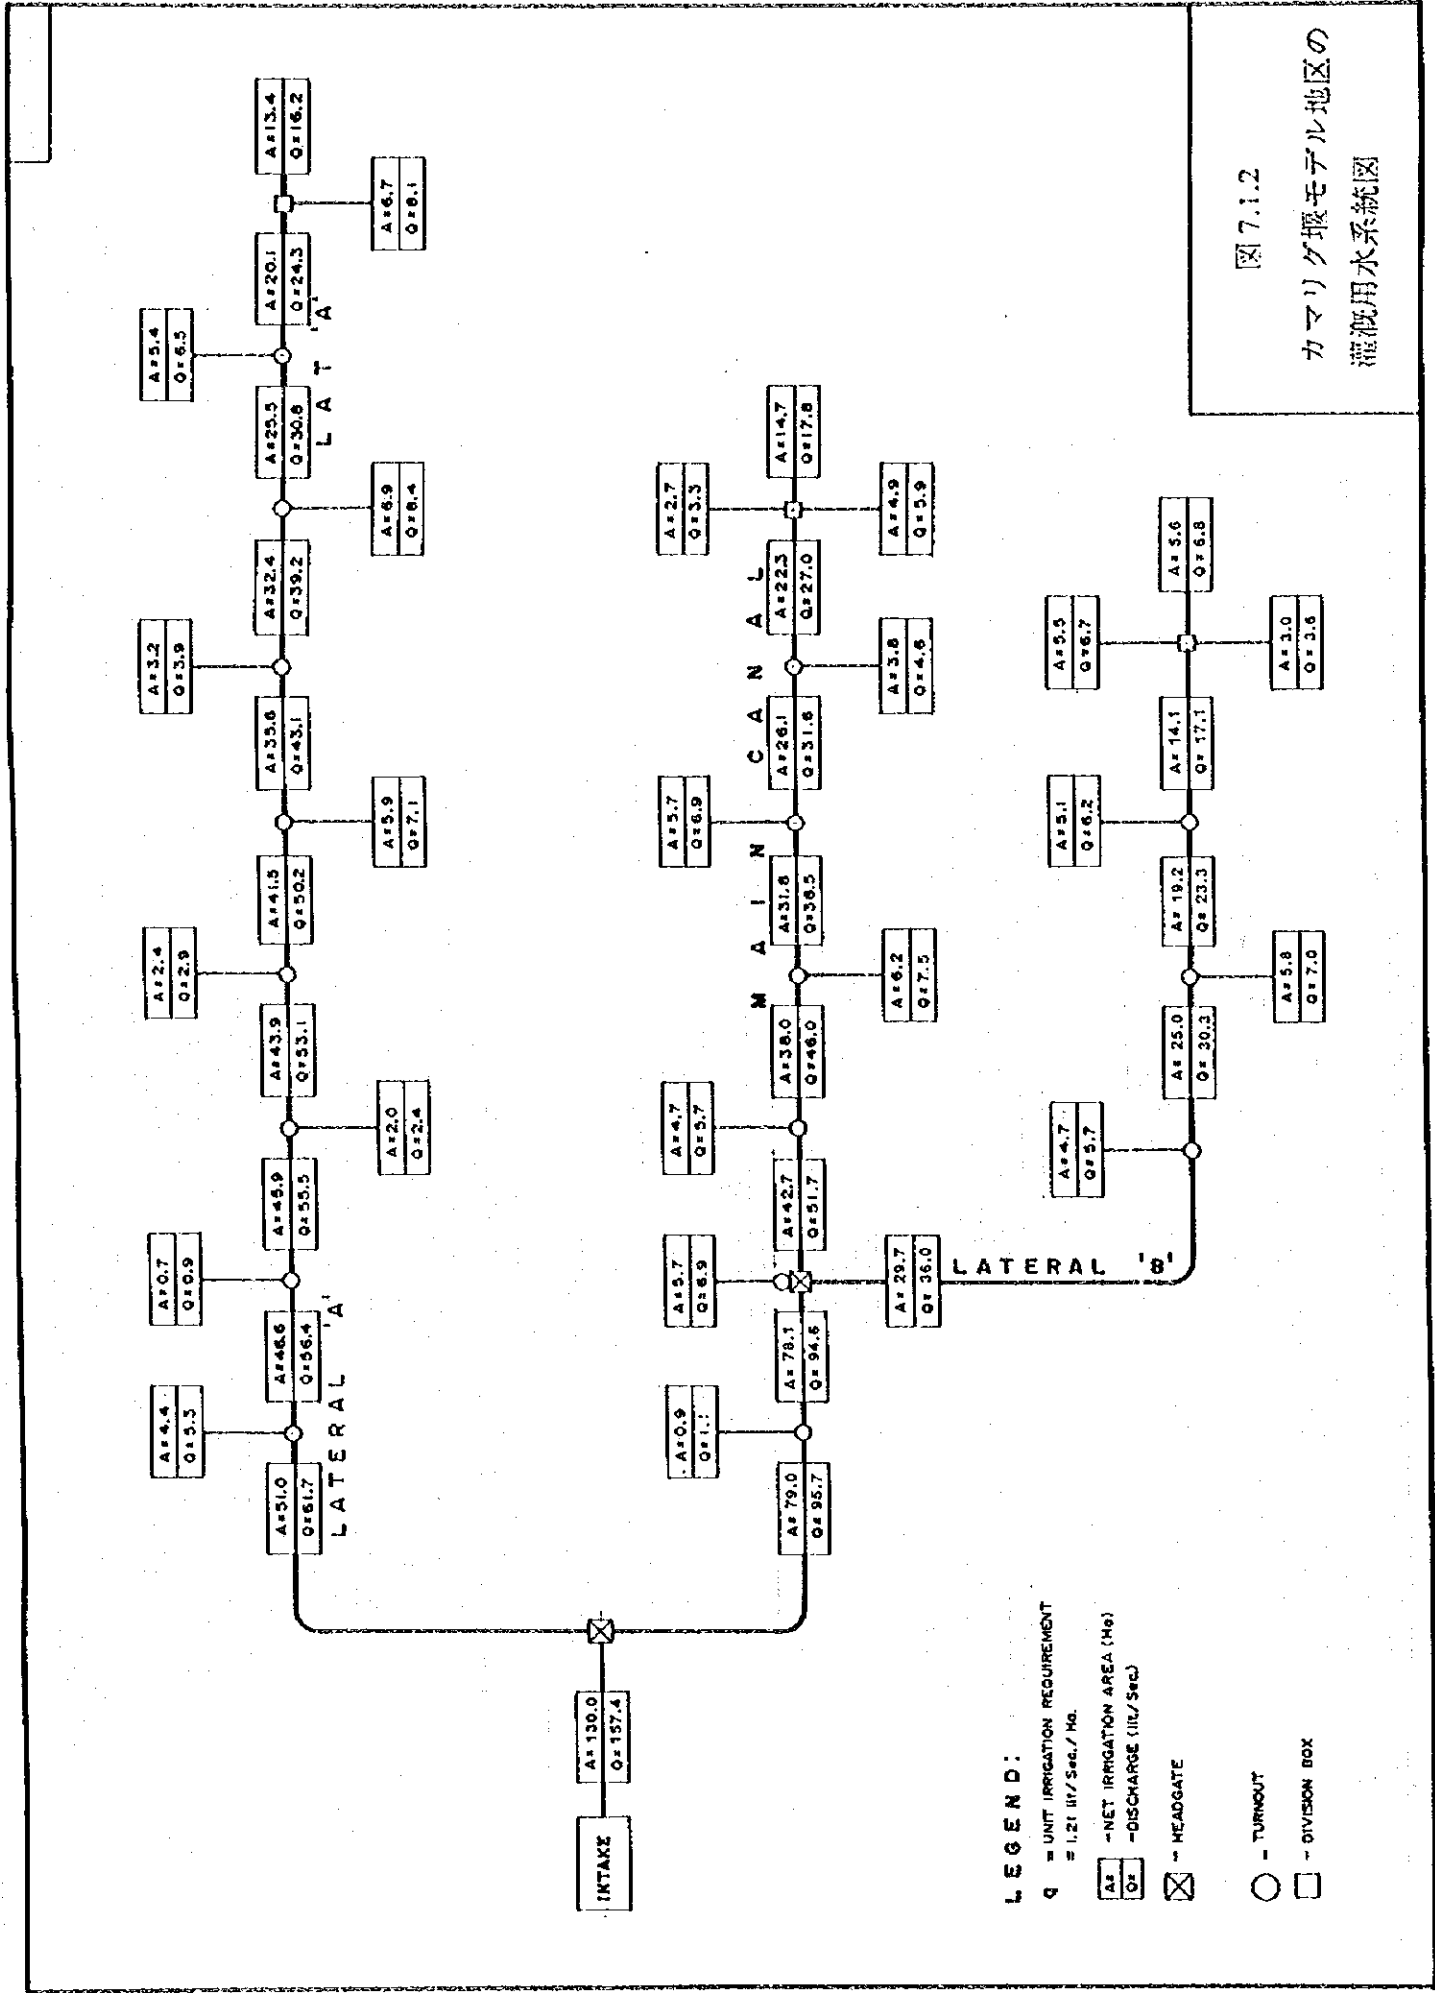 A=13.4
Q=16.2
A=6.7
Q=8.1
A=20.1
Q=24.3
A=5.4
Q=6.5
A=25.5
Q=30.8
LAT 'A'
A=6.9
Q=8.4
A=32.4
Q=39.2
A=3.2
Q=3.9
A=35.6
Q=43.1
A=5.9
Q=7.1
A=41.5
Q=50.2
A=2.4
Q=2.9
A=43.9
Q=53.1
A=2.0
Q=2.4
A=45.9
Q=55.5
A=0.7
Q=0.9
A=46.6
Q=56.4
A=4.4
Q=5.3
A=51.0
Q=61.7
LATERAL 'A'
A=14.7
Q=17.8
A=2.7
Q=3.3
A=4.9
Q=5.9
A=22.3
Q=27.0
A=3.8
Q=4.6
A=26.1
Q=31.6
A=5.7
Q=6.9
A=31.8
Q=38.5
MAIN CANAL
A=6.2
Q=7.5
A=38.0
Q=46.0
A=4.7
Q=5.7
A=42.7
Q=51.7
A=5.7
Q=6.9
A=78.1
Q=94.6
A=0.9
Q=1.1
A=79.0
Q=95.7
A=29.7
Q=36.0
LATERAL 'B'
A=4.7
Q=5.7
A=25.0
Q=30.3
A=5.8
Q=7.0
A=19.2
Q=23.3
A=5.1
Q=6.2
A=14.1
Q=17.1
A=5.5
Q=6.7
A=3.0
Q=3.6
A=5.6
Q=6.8
A=130.0
Q=157.4
INTAKE
LEGEND:
q = UNIT IRRIGATION REQUIREMENT
= 1.21 lit/Sec./Ha.
A= -NET IRRIGATION AREA (Ha)
Q= -DISCHARGE (lit/Sec)
- HEADGATE
- TURNOUT
- DIVISION BOX
図 7.1.2
カマリグ堰モデル地区の
灌漑用水系統図